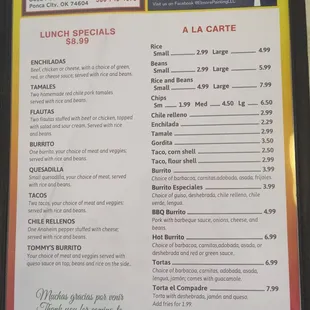 Ponca City, OK 74604
Visit us on Facebook
LUNCH SPECIALS
$8.99
ENCHILADAS
Beef, chicken or cheese, with a choice of green,
red, or cheese sauce; served with rice and beans.
TAMALES
Two homemade red chile pork tamales
served with rice and beans.
FLAUTAS
Two flautas stuffed with beef or chicken, topped
with salad and sour cream. Served with rice
and beans.
BURRITO
One burrito, your choice of meat and veggies;
served with rice and beans.
QUESADILLA
Small quesadilla, your choice of meat; served
with rice and beans.
TACOS
Two tacos, your choice of meat and veggies;
served with rice and beans.
CHILE RELLENOS
One Anaheim pepper stuffed with cheese;
served with rice and beans.
TOMMY'S BURRITO
One burrito, your choice of meat and veggies served with
queso sauce on top, beans and rice on the side.
Muchas gracias por venir
A LA CARTE
Rice
Small 2.99 Large 4.99
Beans
Small 2.99 Large 5.99
Rice and Beans
Small 4.99 Large 7.99
Chips
Sm 1.99 Med 4.50 Lg 6.50
Chile relleno 2.99
Enchilada 2.29
Tamale 2.99
Gordita 3.50
Taco, corn shell 2.50
Taco, flour shell 2.99
Burrito 3.99
Choice of barbacoa, carnitas, adobada, asada, frijoles
Burrito Especiales 3.99
Choice of guiso, deshebrada, chile relleno, chile
verde, lengua
BBQ Burrito 4.99
Pork with barbeque sauce, onions, cheese, and
beans
Hot Burrito 6.99
Choice of barbacoa, carnitas, adobada, asada, or
deshebrada and red or green sauce.
Tortas 6.99
Choice of barbacoa, carnitas, adobada, asada,
lengua, jamón with guacamole.
Torta el Compadre 7.99
Torta with deshebrada, jamón and queso.
Add fries for 1.99.